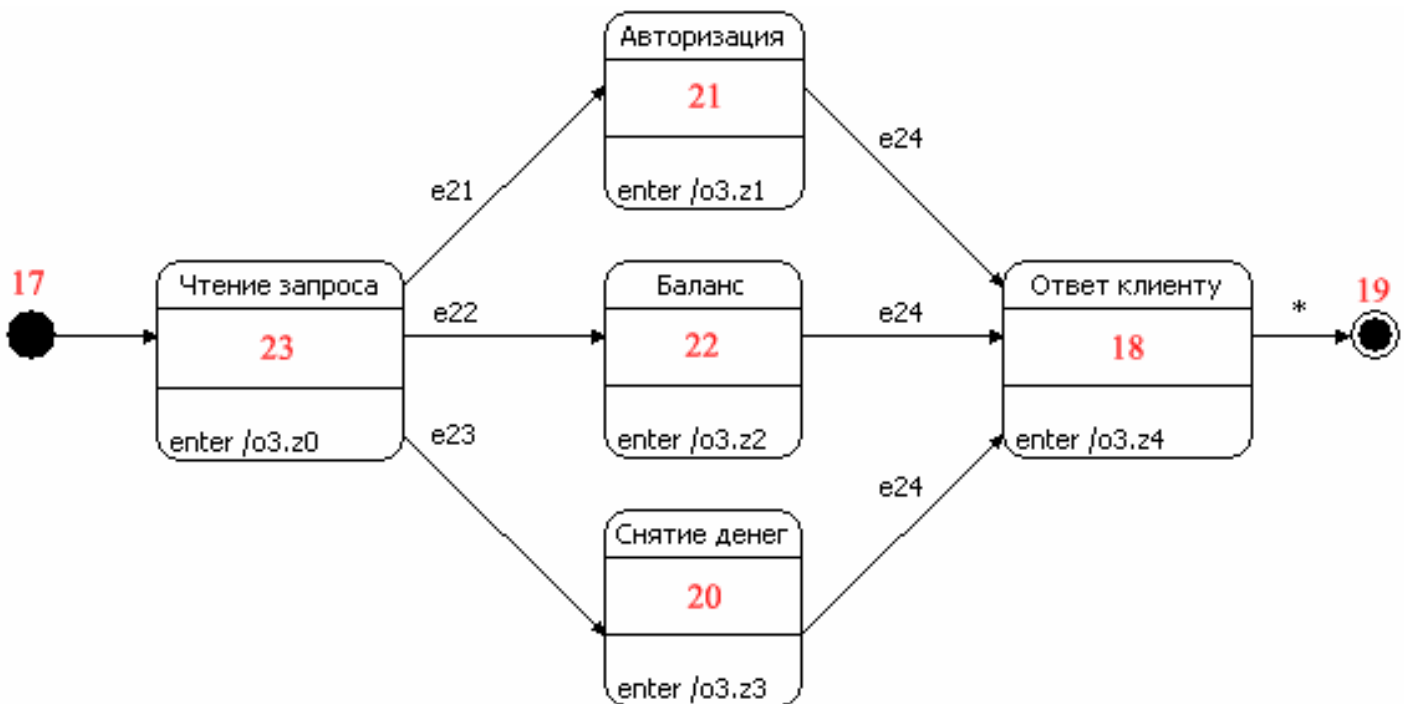 Авторизация
21
enter /o3.z1
e21
e24
17
Чтение запроса
23
enter /o3.z0
e22
Баланс
22
enter /o3.z2
e24
Ответ клиенту
18
enter /o3.z4
*
19
e23
e24
Снятие денег
20
enter /o3.z3